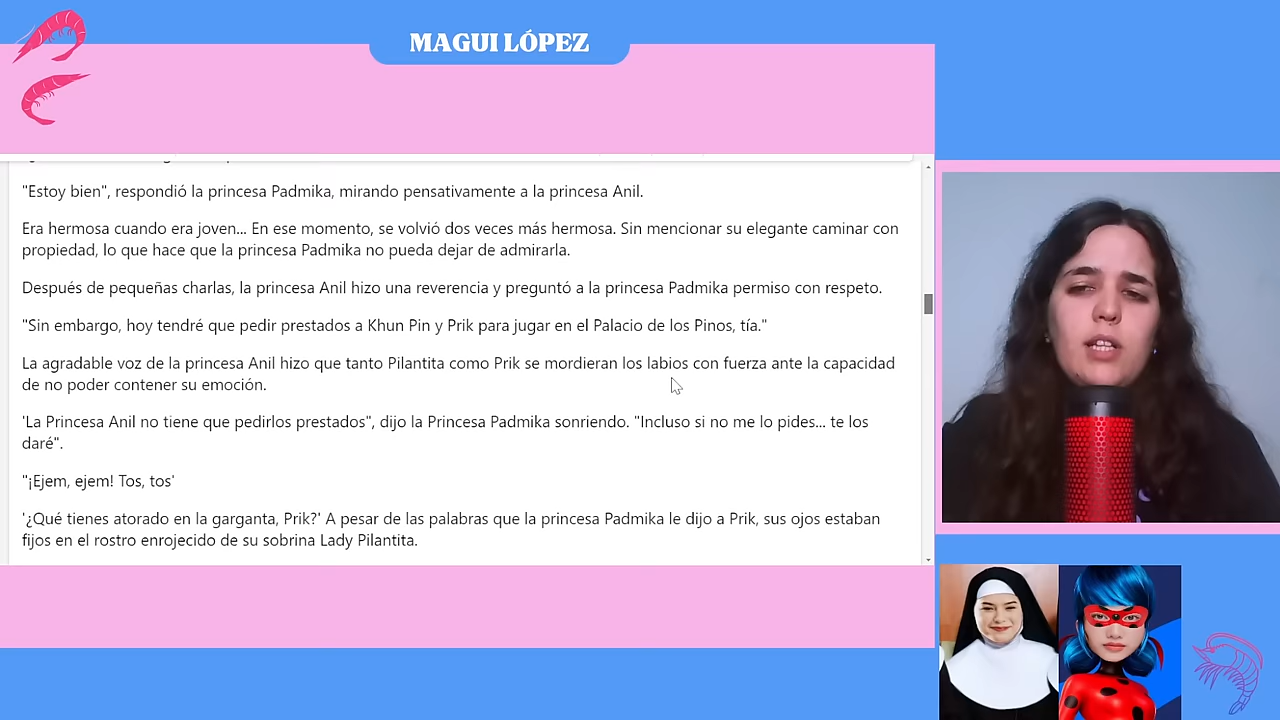 MAGUI LÓPEZ
"Estoy bien", respondió la princesa Padmika, mirando pensativamente a la princesa Anil.
Era hermosa cuando era joven... En ese momento, se volvió dos veces más hermosa. Sin mencionar su elegante caminar con
propiedad, lo que hace que la princesa Padmika no pueda dejar de admirarla.
Después de pequeñas charlas, la princesa Anil hizo una reverencia y preguntó a la princesa Padmika permiso con respeto.
"Sin embargo, hoy tendré que pedir prestados a Khun Pin y Prik para jugar en el Palacio de los Pinos, tía."
La agradable voz de la princesa Anil hizo que tanto Pilantita como Prik se mordieran los labios con fuerza ante la capacidad
de no poder contener su emoción.
'La Princesa Anil no tiene que pedirlos prestados", dijo la Princesa Padmika sonriendo. "Incluso si no me lo pides... te los
daré".
"¡Ejem, ejem! Tos, tos'
'¿Qué tienes atorado en la garganta, Prik?' A pesar de las palabras que la princesa Padmika le dijo a Prik, sus ojos estaban
fijos en el rostro enrojecido de su sobrina Lady Pilantita.